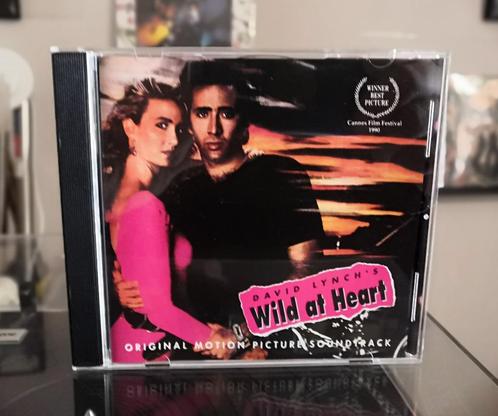 WINNER
BEST
PICTURE
Cannes Film Festival
1990
DAVID LYNCH'S
Wild at Heart
ORIGINAL MOTION PICTURE SOUNDTRACK